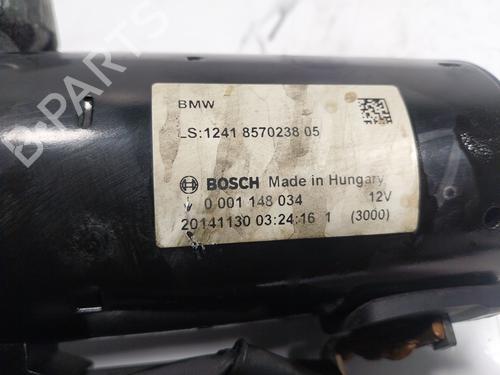 BMW
LS:1241 8570238 05
BOSCH Made in Hungary
0 001 148 034 12V
20141130 03:24:16 1 (3000)
B-Parts